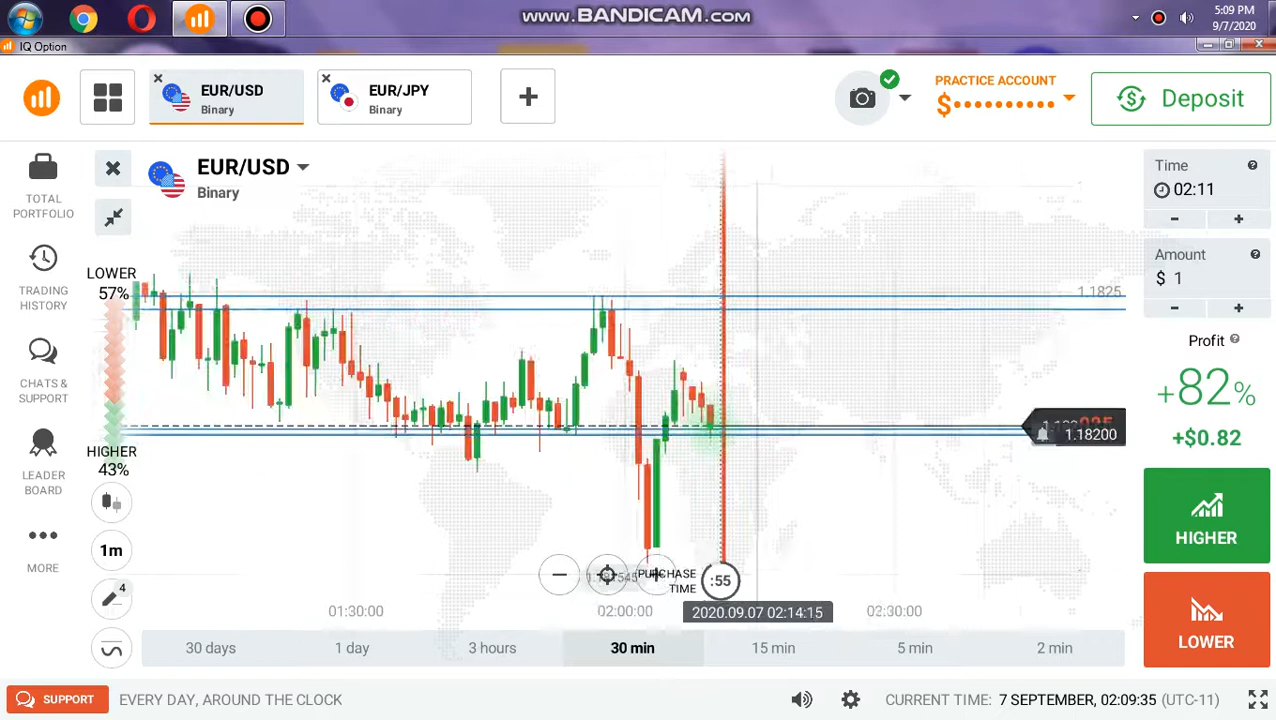 www.BANDICAM.com
5:09 PM
9/7/2020
IQ Option
EUR/USD
Binary
EUR/JPY
Binary
PRACTICE ACCOUNT
$
Deposit
TOTAL
PORTFOLIO
TRADING
HISTORY
CHATS &
SUPPORT
LEADER
BOARD
MORE
EUR/USD
Binary
LOWER
57%
HIGHER
43%
1m
4
1.1825
1.18200
PURCHASE
TIME
:55
01:30:00
02:00:00
2020.09.07 02:14:15
02:30:00
30 days
1 day
3 hours
30 min
15 min
5 min
2 min
Time
02:11
-
+
Amount
$ 1
-
+
Profit
+82%
+$0.82
HIGHER
LOWER
SUPPORT
EVERY DAY, AROUND THE CLOCK
CURRENT TIME: 7 SEPTEMBER, 02:09:35 (UTC-11)